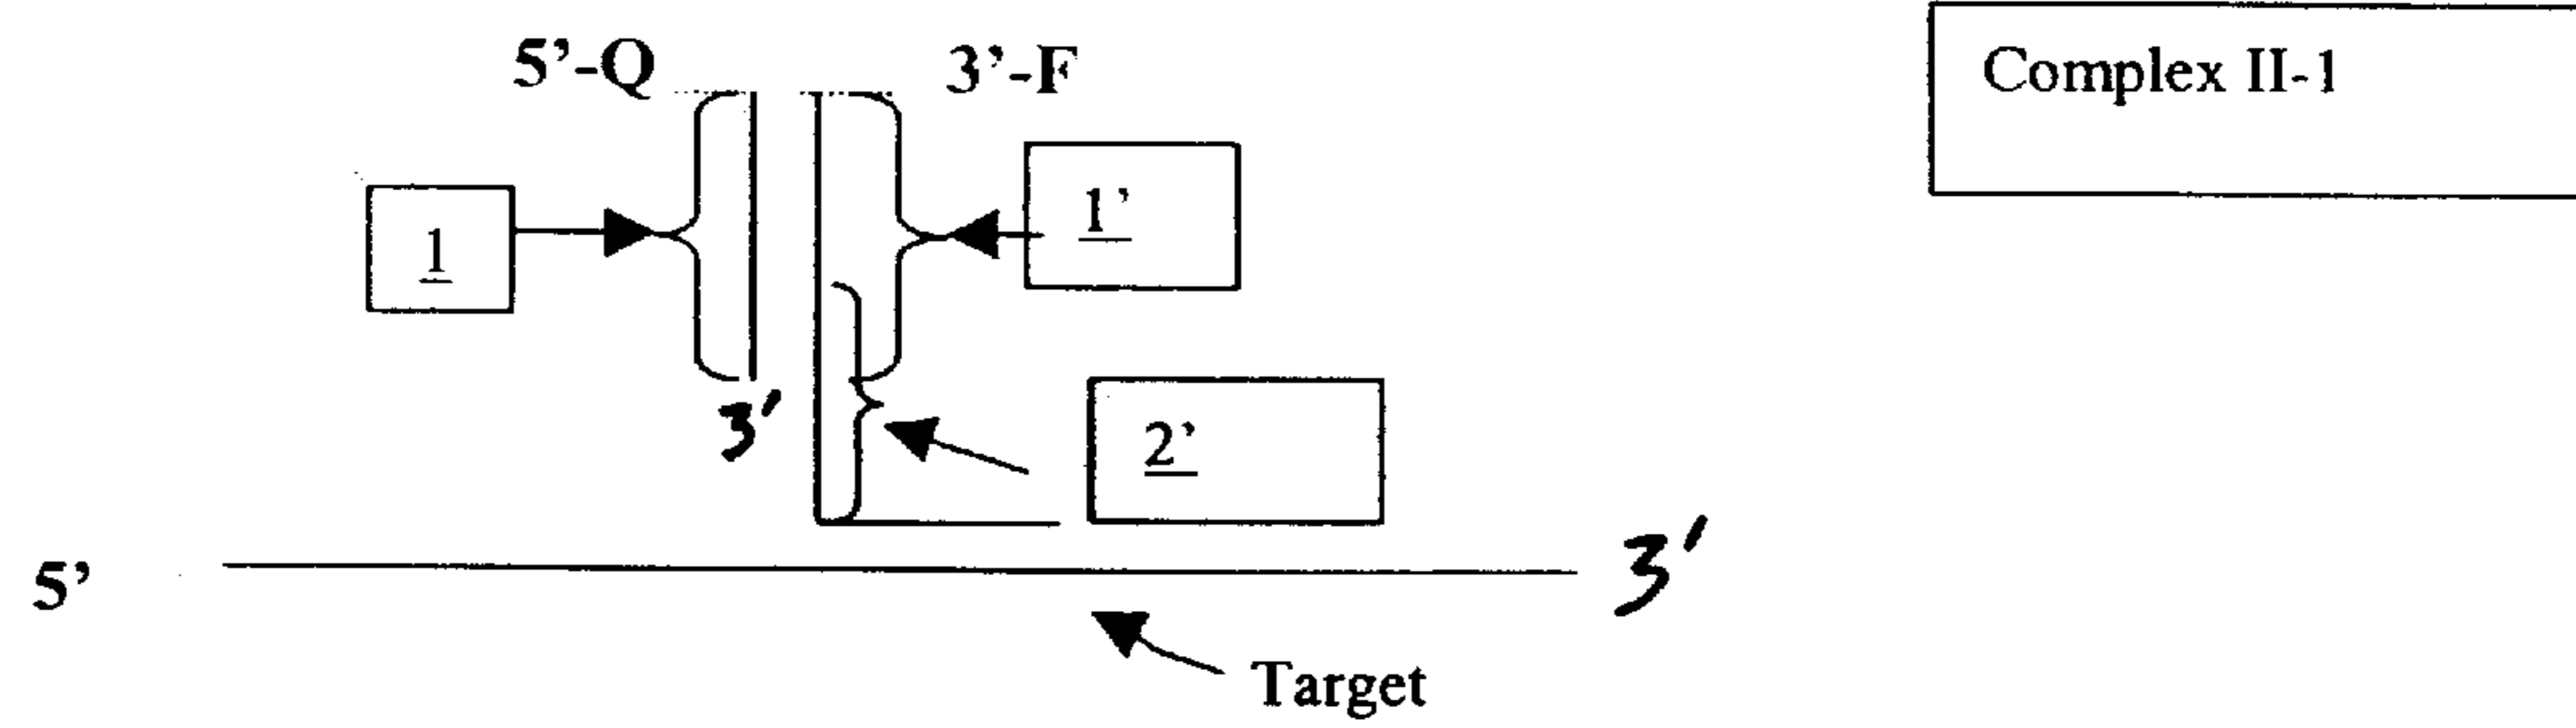 5’-Q 3’-F
Complex II-1
1
1’
3'
2’
5’ 3'
Target